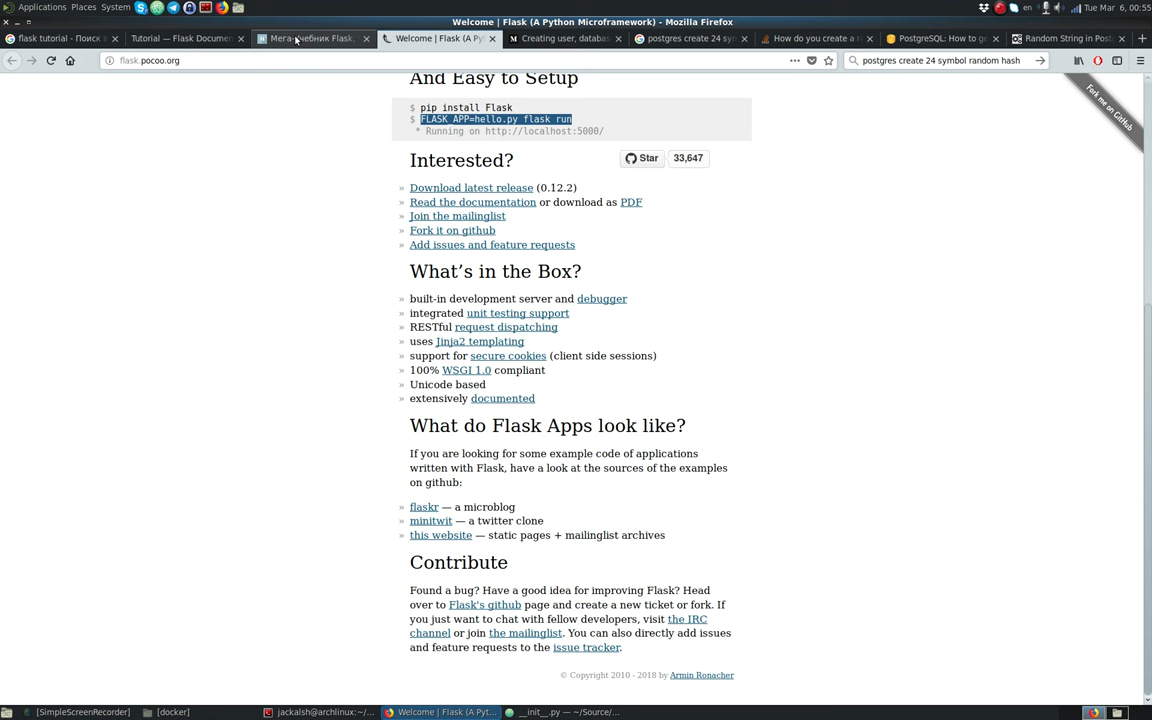 Applications Places System en Tue Mar 6, 00:55
Welcome | Flask (A Python Microframework) - Mozilla Firefox
flask tutorial - Поиск в Tutorial — Flask Documen Мега-Учебник Flask, Welcome | Flask (A Pyt Creating user, databas postgres create 24 sy How do you create a r PostgreSQL: How to ge Random String in Post
flask.pocoo.org postgres create 24 symbol random hash
And Easy to Setup
Fork me on GitHub
$ pip install Flask
$ FLASK_APP=hello.py flask run
* Running on http://localhost:5000/
Interested? Star 33,647
» Download latest release (0.12.2)
» Read the documentation or download as PDF
» Join the mailinglist
» Fork it on github
» Add issues and feature requests
What’s in the Box?
» built-in development server and debugger
» integrated unit testing support
» RESTful request dispatching
» uses Jinja2 templating
» support for secure cookies (client side sessions)
» 100% WSGI 1.0 compliant
» Unicode based
» extensively documented
What do Flask Apps look like?
If you are looking for some example code of applications
written with Flask, have a look at the sources of the examples
on github:
» flaskr — a microblog
» minitwit — a twitter clone
» this website — static pages + mailinglist archives
Contribute
Found a bug? Have a good idea for improving Flask? Head
over to Flask's github page and create a new ticket or fork. If
you just want to chat with fellow developers, visit the IRC
channel or join the mailinglist. You can also directly add issues
and feature requests to the issue tracker.
© Copyright 2010 - 2018 by Armin Ronacher
[SimpleScreenRecorder] [docker] jackalsh@archlinux:~/... Welcome | Flask (A Pyt... __init__.py — ~/Source/...